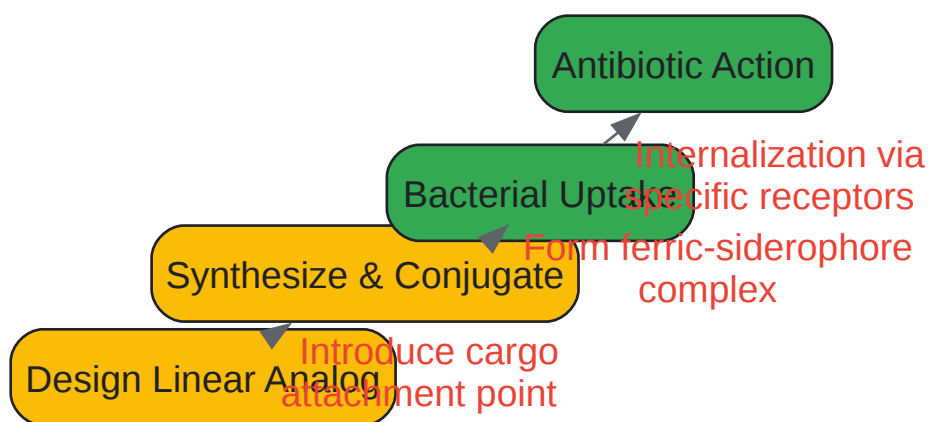 Antibiotic Action
Internalization via
specific receptors
Bacterial Uptake
Form ferric-siderophore
complex
Synthesize & Conjugate
Introduce cargo
attachment point
Design Linear Analog